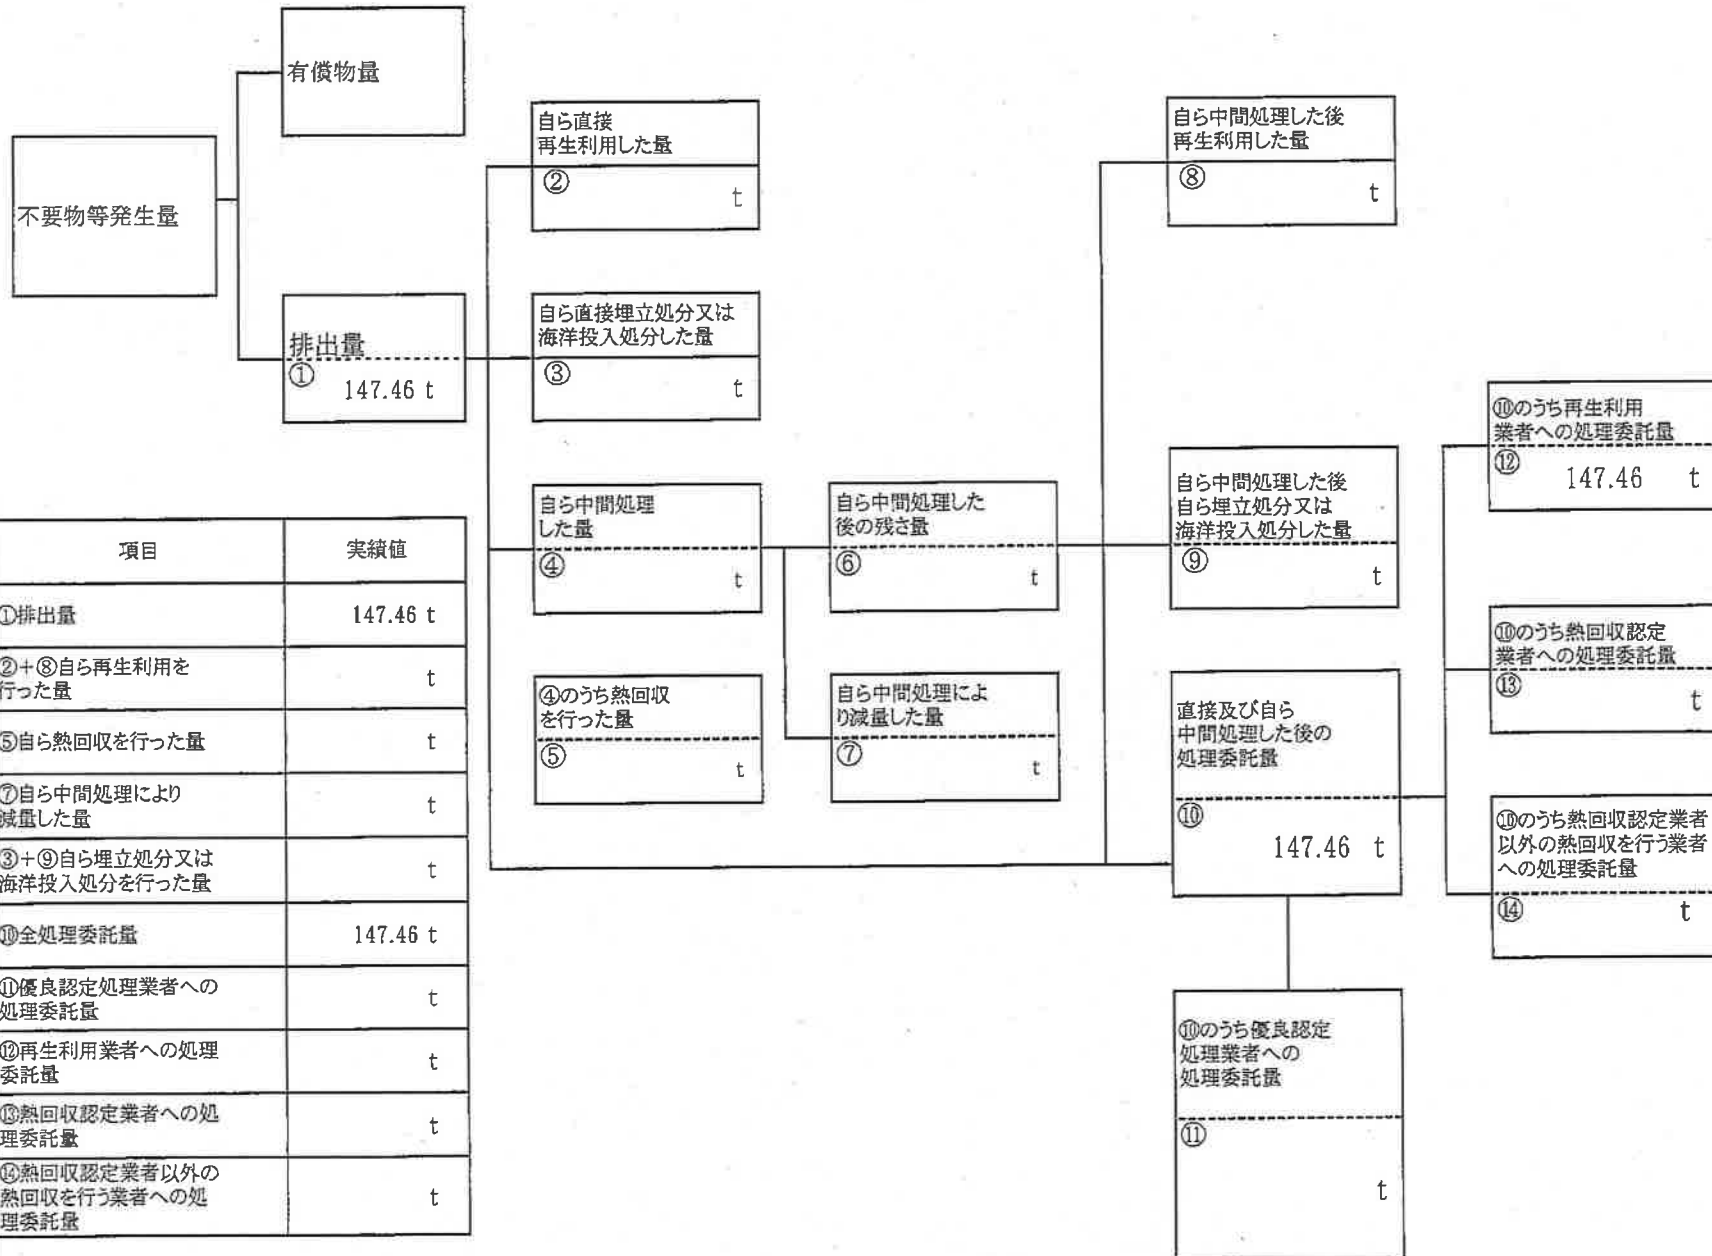 有償物量
不要物等発生量
排出量
① 147.46 t
自ら直接
再生利用した量
② t
自ら直接埋立処分又は
海洋投入処分した量
③ t
自ら中間処理
した量
④ t
④のうち熱回収
を行った量
⑤ t
自ら中間処理した
後の残さ量
⑥ t
自ら中間処理によ
り減量した量
⑦ t
自ら中間処理した後
再生利用した量
⑧ t
自ら中間処理した後
自ら埋立処分又は
海洋投入処分した量
⑨ t
直接及び自ら
中間処理した後の
処理委託量
⑩
147.46 t
⑩のうち優良認定
処理業者への
処理委託量
⑪
t
⑩のうち再生利用
業者への処理委託量
⑫ 147.46 t
⑩のうち熱回収認定
業者への処理委託量
⑬ t
⑩のうち熱回収認定業者
以外の熱回収を行う業者
への処理委託量
⑭ t
項目 実績値
①排出量 147.46 t
②+⑧自ら再生利用を
行った量 t
⑤自ら熱回収を行った量 t
⑦自ら中間処理により
減量した量 t
③+⑨自ら埋立処分又は
海洋投入処分を行った量 t
⑩全処理委託量 147.46 t
⑪優良認定処理業者への
処理委託量 t
⑫再生利用業者への処理
委託量 t
⑬熱回収認定業者への処
理委託量 t
⑭熱回収認定業者以外の
熱回収を行う業者への処
理委託量 t